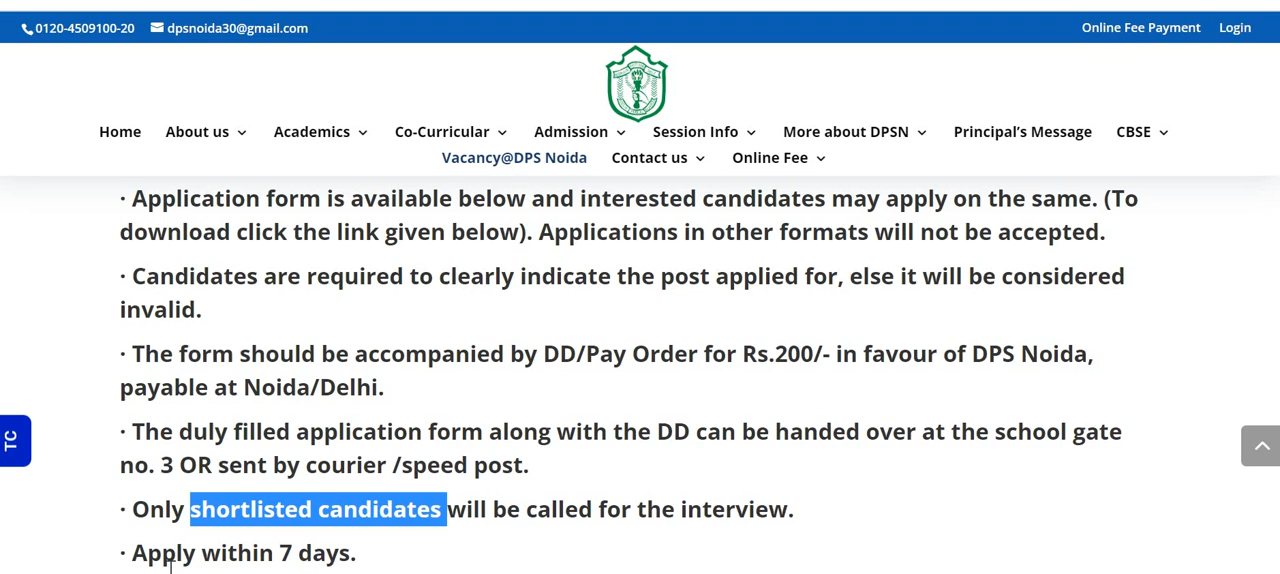 0120-4509100-20 dpsnoida30@gmail.com Online Fee Payment Login
Home About us Academics Co-Curricular Admission Session Info More about DPSN Principal’s Message CBSE
Vacancy@DPS Noida Contact us Online Fee
· Application form is available below and interested candidates may apply on the same. (To
download click the link given below). Applications in other formats will not be accepted.
· Candidates are required to clearly indicate the post applied for, else it will be considered
invalid.
· The form should be accompanied by DD/Pay Order for Rs.200/- in favour of DPS Noida,
payable at Noida/Delhi.
· The duly filled application form along with the DD can be handed over at the school gate
no. 3 OR sent by courier /speed post.
TC
· Only shortlisted candidates will be called for the interview.
· Apply within 7 days.